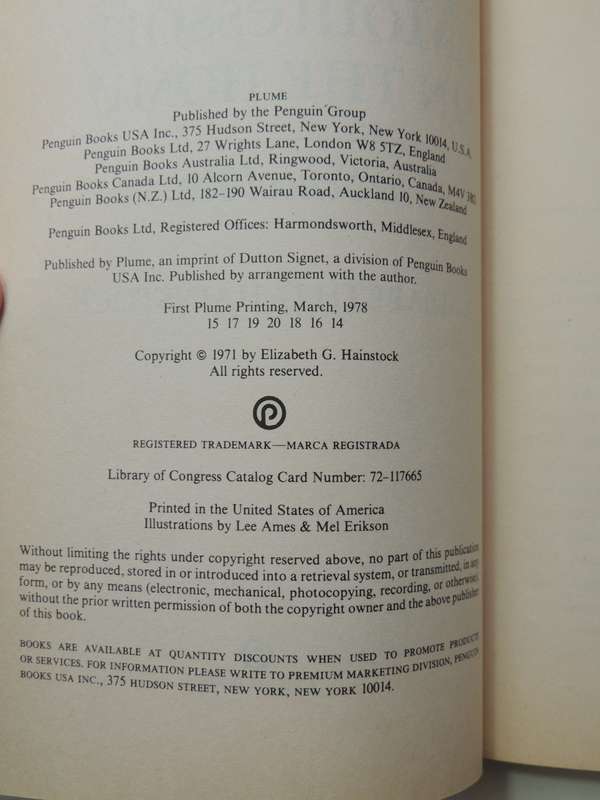 PLUME
Published by the Penguin Group
Penguin Books USA Inc., 375 Hudson Street, New York, New York 10014, U.S.A.
Penguin Books Ltd, 27 Wrights Lane, London W8 5TZ, England
Penguin Books Australia Ltd, Ringwood, Victoria, Australia
Penguin Books Canada Ltd, 10 Alcorn Avenue, Toronto, Ontario, Canada, M4V
Penguin Books (N.Z.) Ltd, 182-190 Wairau Road, Auckland 10, New Zealand
Penguin Books Ltd, Registered Offices: Harmondsworth, Middlesex, England
Published by Plume, an imprint of Dutton Signet, a division of Penguin Books
USA Inc. Published by arrangement with the author.
First Plume Printing, March, 1978
15 17 19 20 18 16 14
Copyright © 1971 by Elizabeth G. Hainstock
All rights reserved.
REGISTERED TRADEMARK—MARCA REGISTRADA
Library of Congress Catalog Card Number: 72-117665
Printed in the United States of America
Illustrations by Lee Ames & Mel Erikson
Without limiting the rights under copyright reserved above, no part of this publication
may be reproduced, stored in or introduced into a retrieval system, or transmitted, in any
form, or by any means (electronic, mechanical, photocopying, recording, or otherwise),
without the prior written permission of both the copyright owner and the above publisher
of this book.
BOOKS ARE AVAILABLE AT QUANTITY DISCOUNTS WHEN USED TO PROMOTE PRODUCTS
OR SERVICES. FOR INFORMATION PLEASE WRITE TO PREMIUM MARKETING DIVISION, PENGUIN
BOOKS USA INC., 375 HUDSON STREET, NEW YORK, NEW YORK 10014.